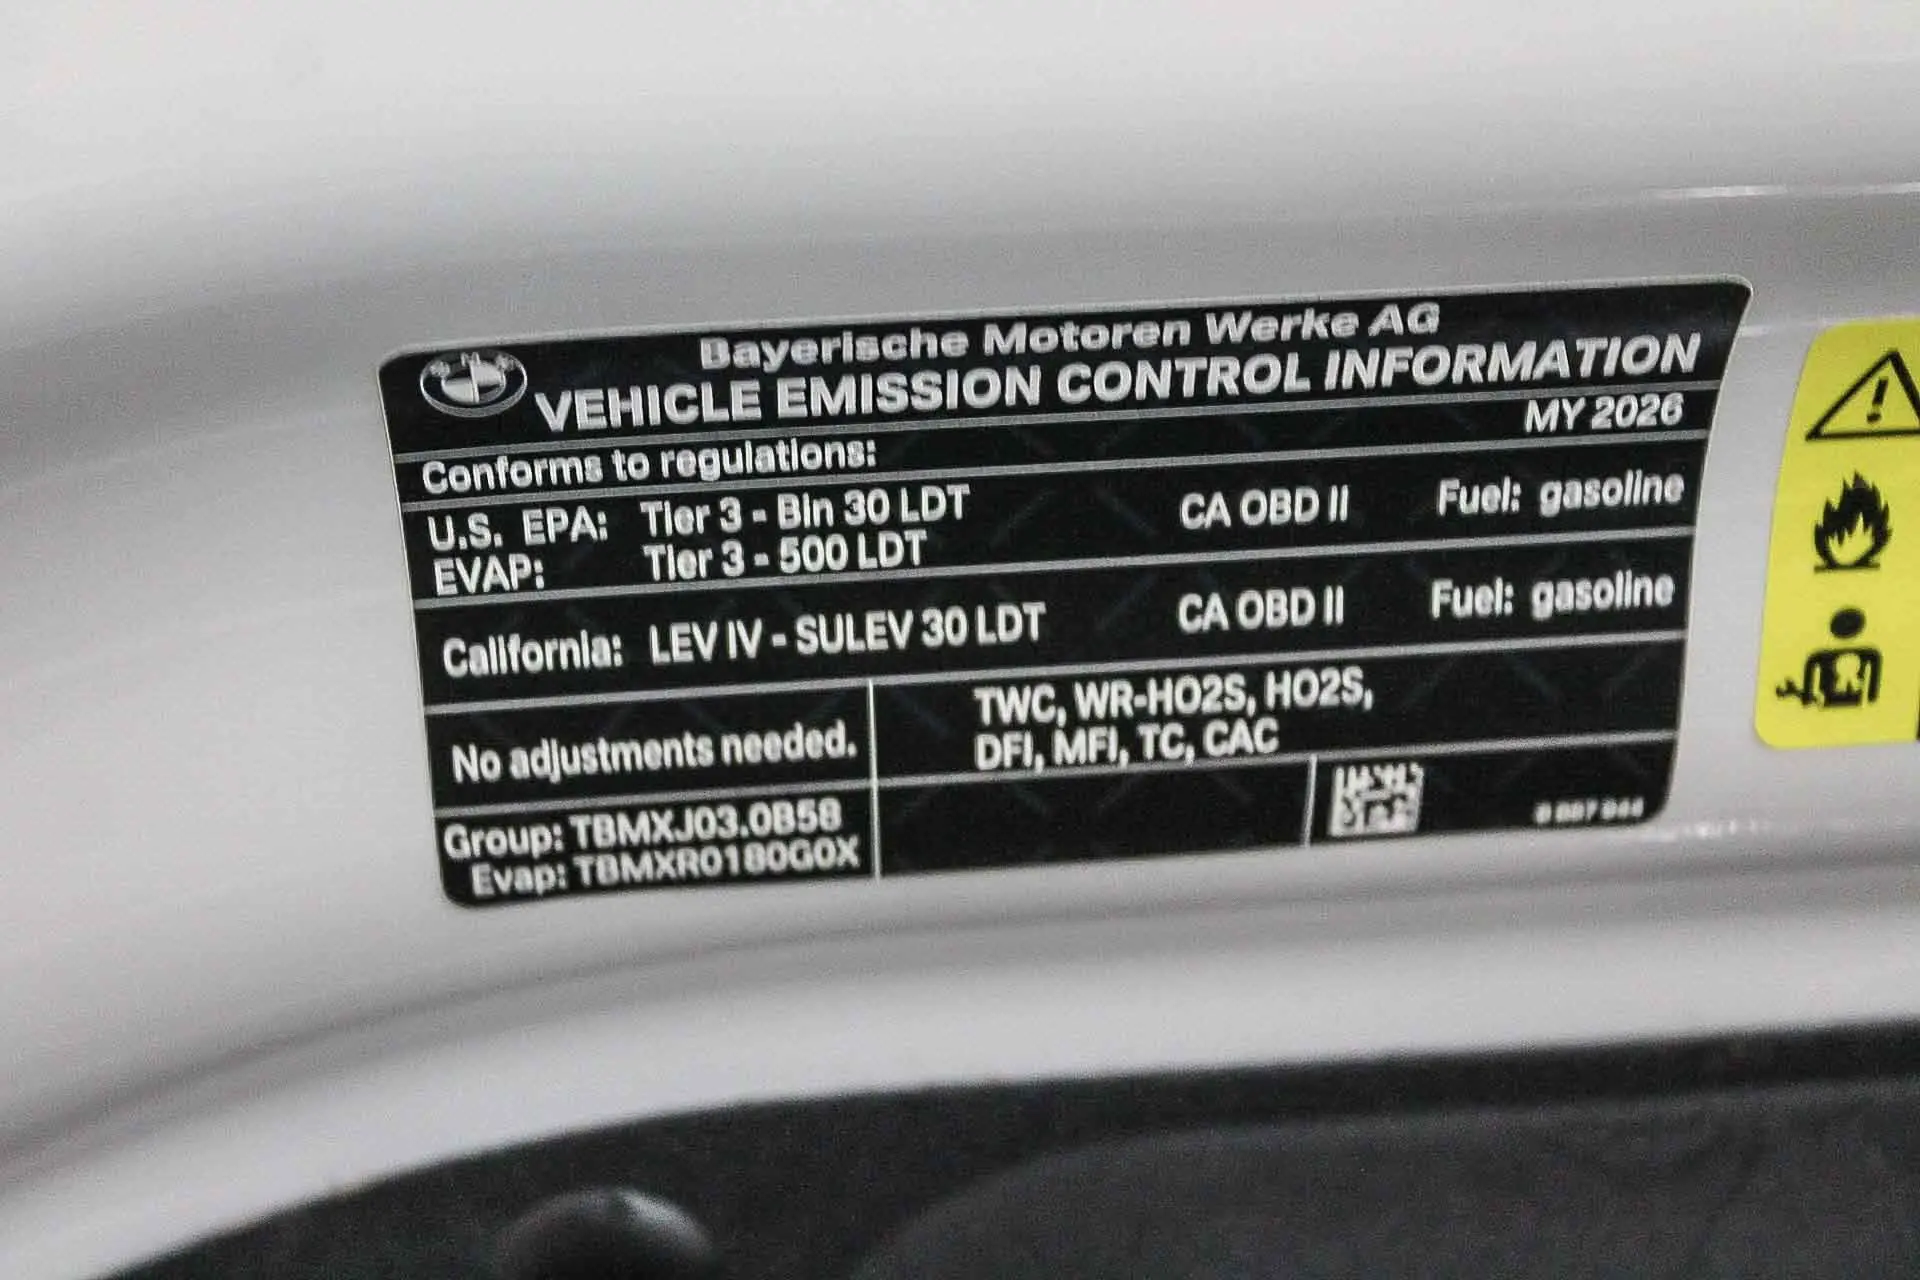 Bayerische Motoren Werke AG
VEHICLE EMISSION CONTROL INFORMATION
MY 2026
Conforms to regulations:
U.S. EPA: Tier 3 - Bin 30 LDT CA OBD II Fuel: gasoline
EVAP: Tier 3 - 500 LDT
California: LEV IV - SULEV 30 LDT CA OBD II Fuel: gasoline
No adjustments needed.
TWC, WR-HO2S, HO2S,
DFI, MFI, TC, CAC
Group: TBMXJ03.0B58
Evap: TBMXR0180G0X